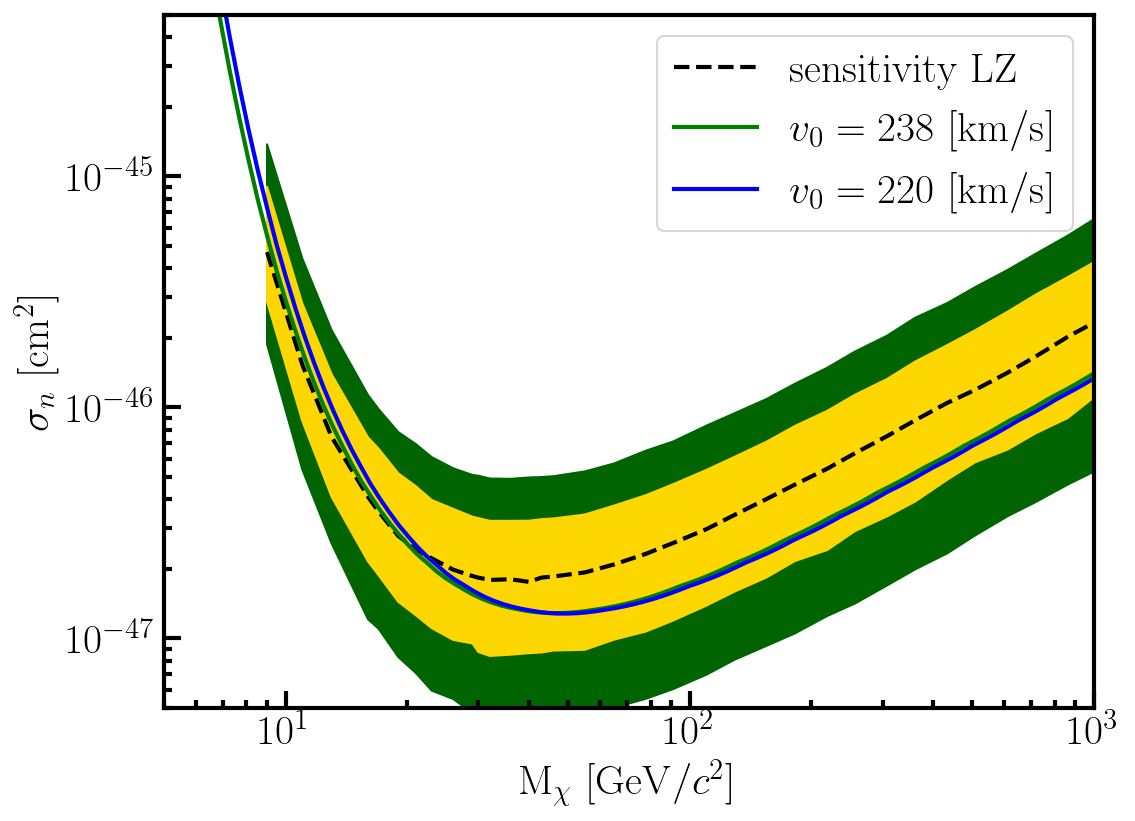 sensitivity LZ
v₀ = 238 [km/s]
v₀ = 220 [km/s]
σₙ [cm²]
10⁻⁴⁵
10⁻⁴⁶
10⁻⁴⁷
10¹ 10² 10³
Mᵪ [GeV/c²]